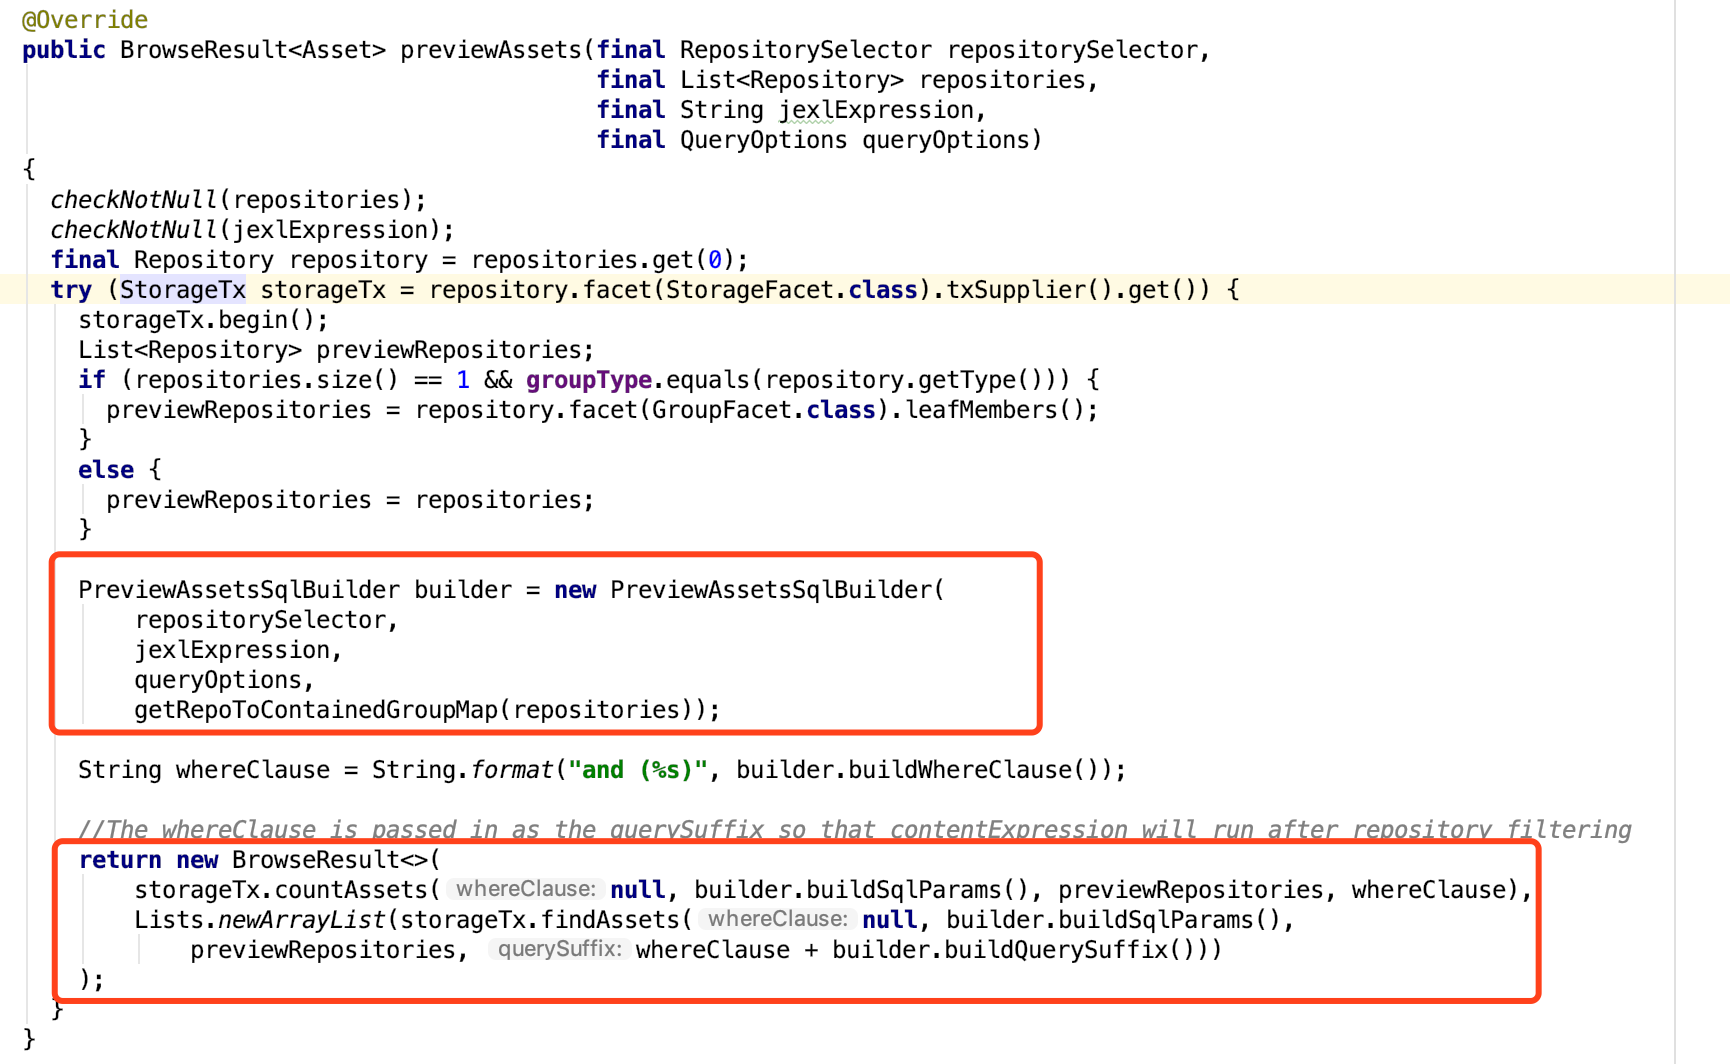 @Override
public BrowseResult<Asset> previewAssets(final RepositorySelector repositorySelector,
final List<Repository> repositories,
final String jexlExpression,
final QueryOptions queryOptions)
{
checkNotNull(repositories);
checkNotNull(jexlExpression);
final Repository repository = repositories.get(0);
try (StorageTx storageTx = repository.facet(StorageFacet.class).txSupplier().get()) {
storageTx.begin();
List<Repository> previewRepositories;
if (repositories.size() == 1 && groupType.equals(repository.getType())) {
previewRepositories = repository.facet(GroupFacet.class).leafMembers();
}
else {
previewRepositories = repositories;
}
PreviewAssetsSqlBuilder builder = new PreviewAssetsSqlBuilder(
repositorySelector,
jexlExpression,
queryOptions,
getRepoToContainedGroupMap(repositories));
String whereClause = String.format("and (%s)", builder.buildWhereClause());
//The whereClause is passed in as the querySuffix so that contentExpression will run after repository filtering
return new BrowseResult<>(
storageTx.countAssets( whereClause: null, builder.buildSqlParams(), previewRepositories, whereClause),
Lists.newArrayList(storageTx.findAssets( whereClause: null, builder.buildSqlParams(),
previewRepositories, querySuffix: whereClause + builder.buildQuerySuffix()))
);
}
}